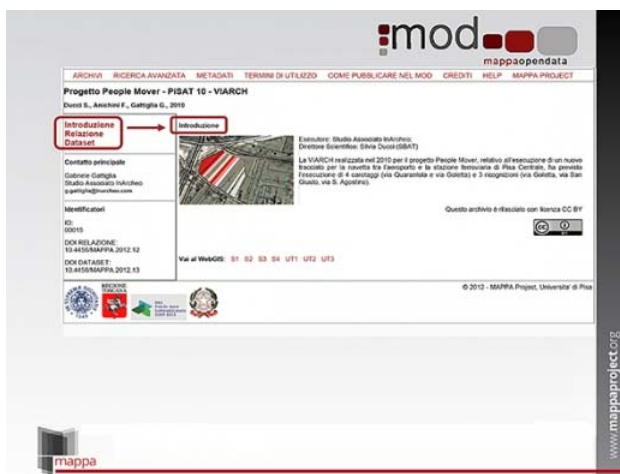 mod
mappaopendata
ARCHIVI RICERCA AVANZATA METADATI TERMINI DI UTILIZZO COME PUBBLICARE NEL MOD CREDITI HELP MAPPA PROJECT
Progetto People Mover - PISAT 10 - VIARCH
Ducci S., Anichini F., Gattiglia G., 2010
Introduzione
Relazione
Dataset
Contatto principale
Gabriele Gattiglia
Studio Associato InArcheo
g.gattiglia@inarcheo.com
Identificatori
ID:
00015
DOI RELAZIONE:
10.4456/MAPPA.2012.12
DOI DATASET:
10.4456/MAPPA.2012.13
Introduzione
Esecutore: Studio Associato InArcheo;
Direttore Scientifico: Silvia Ducci (SBAT)
La VIARCH realizzata nel 2010 per il progetto People Mover, relativo all'esecuzione di un nuovo
tracciato per la navetta tra l'aeroporto e la stazione ferroviaria di Pisa Centrale, ha previsto
l'esecuzione di 4 carotaggi (via Quarantola e via Goletta) e 3 ricognizioni (via Goletta, via San
Giusto, via S. Agostino).
Questo archivio è rilasciato con licenza CC BY
Vai al WebGIS: S1 S2 S3 S4 UT1 UT2 UT3
REGIONE
TOSCANA
© 2012 - MAPPA Project, Universita' di Pisa
www.mappaproject.org
mappa